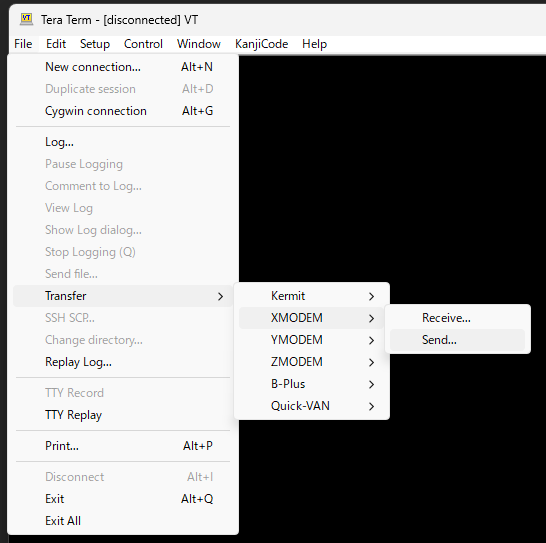 VT Tera Term - [disconnected] VT
File Edit Setup Control Window KanjiCode Help
New connection... Alt+N
Duplicate session Alt+D
Cygwin connection Alt+G
Log...
Pause Logging
Comment to Log...
View Log
Show Log dialog...
Stop Logging (Q)
Send file...
Transfer
SSH SCP...
Change directory...
Replay Log...
TTY Record
TTY Replay
Print... Alt+P
Disconnect Alt+I
Exit Alt+Q
Exit All
Kermit
XMODEM
YMODEM
ZMODEM
B-Plus
Quick-VAN
Receive...
Send...